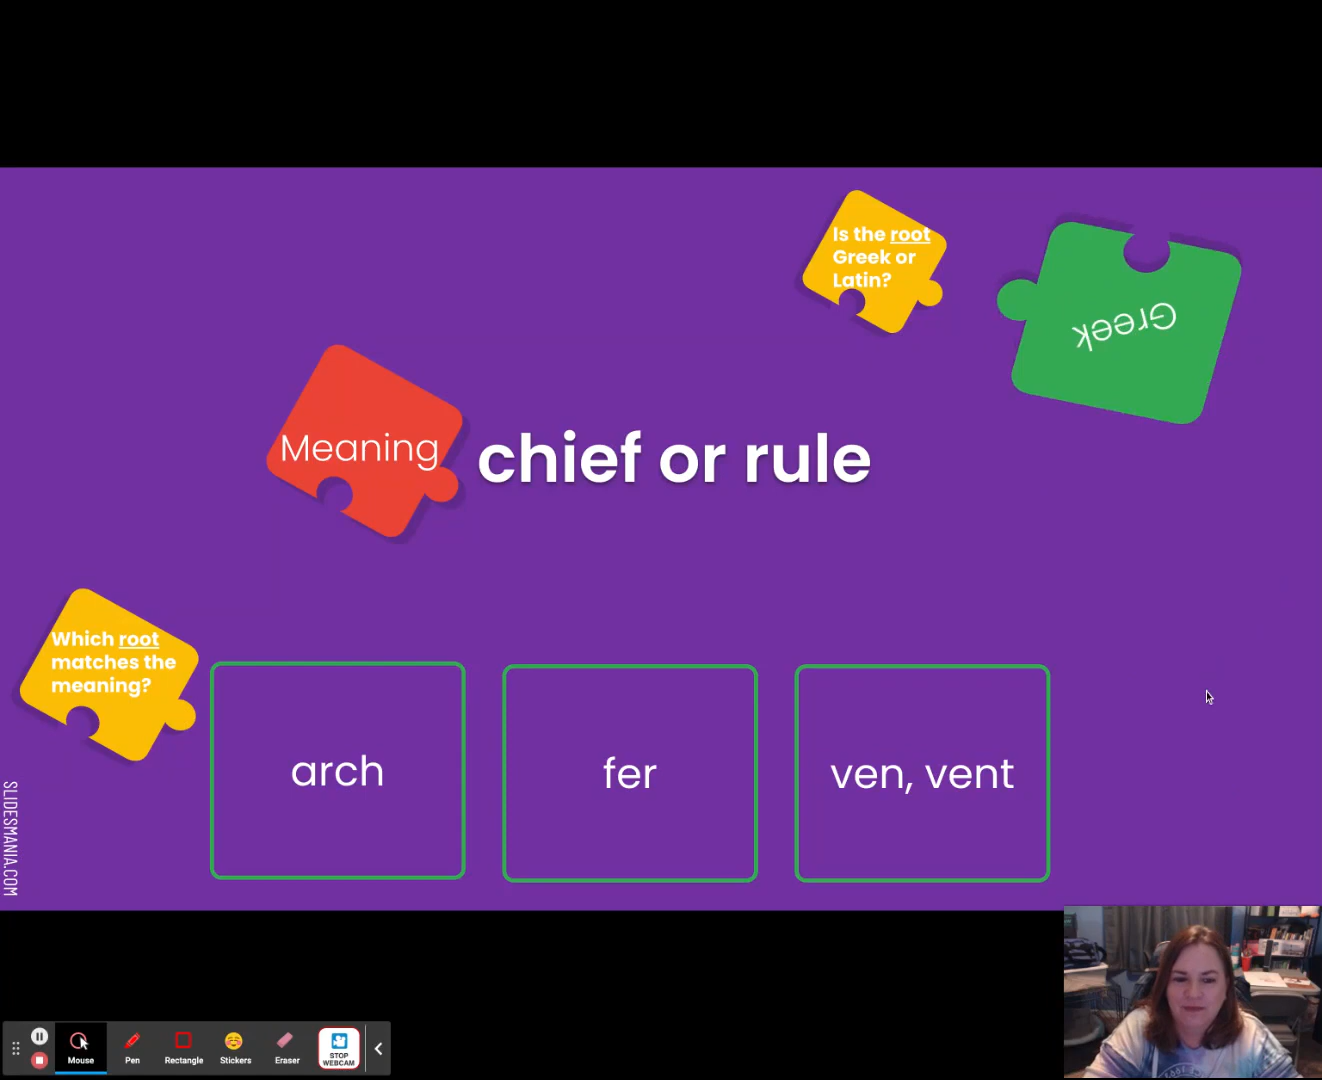 Is the root
Greek or
Latin?
Greek
Meaning
chief or rule
Which root
matches the
meaning?
arch
fer
ven, vent
SLIDESMANIA.COM
Mouse
Pen
Rectangle
Stickers
Eraser
STOP
WEBCAM